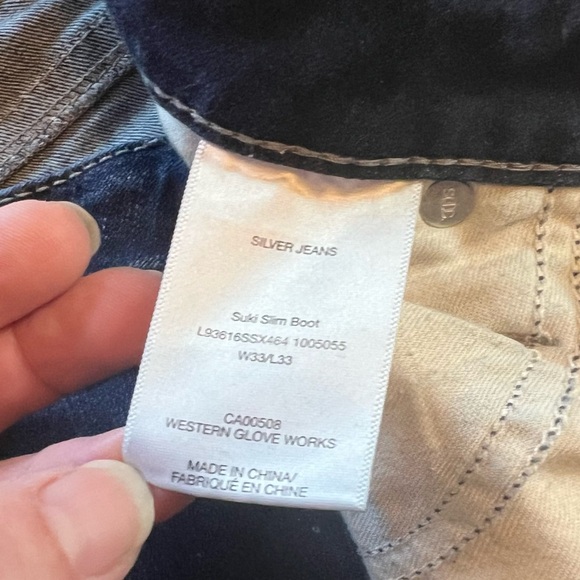 SILVER JEANS
Suki Slim Boot
L93616SSX464 1005055
W33/L33
CA00508
WESTERN GLOVE WORKS
MADE IN CHINA/
FABRIQUÉ EN CHINE